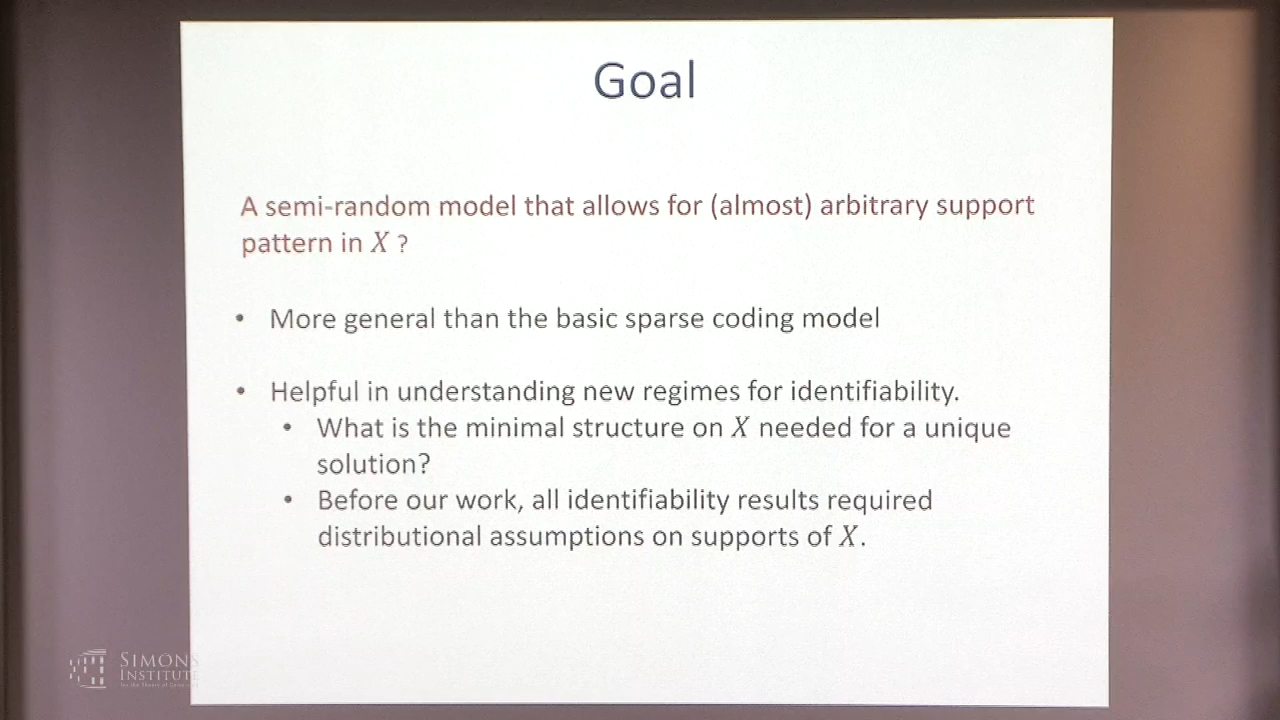 Goal
A semi-random model that allows for (almost) arbitrary support
pattern in X ?
• More general than the basic sparse coding model
• Helpful in understanding new regimes for identifiability.
• What is the minimal structure on X needed for a unique
solution?
• Before our work, all identifiability results required
distributional assumptions on supports of X.
SIMONS
INSTITUTE